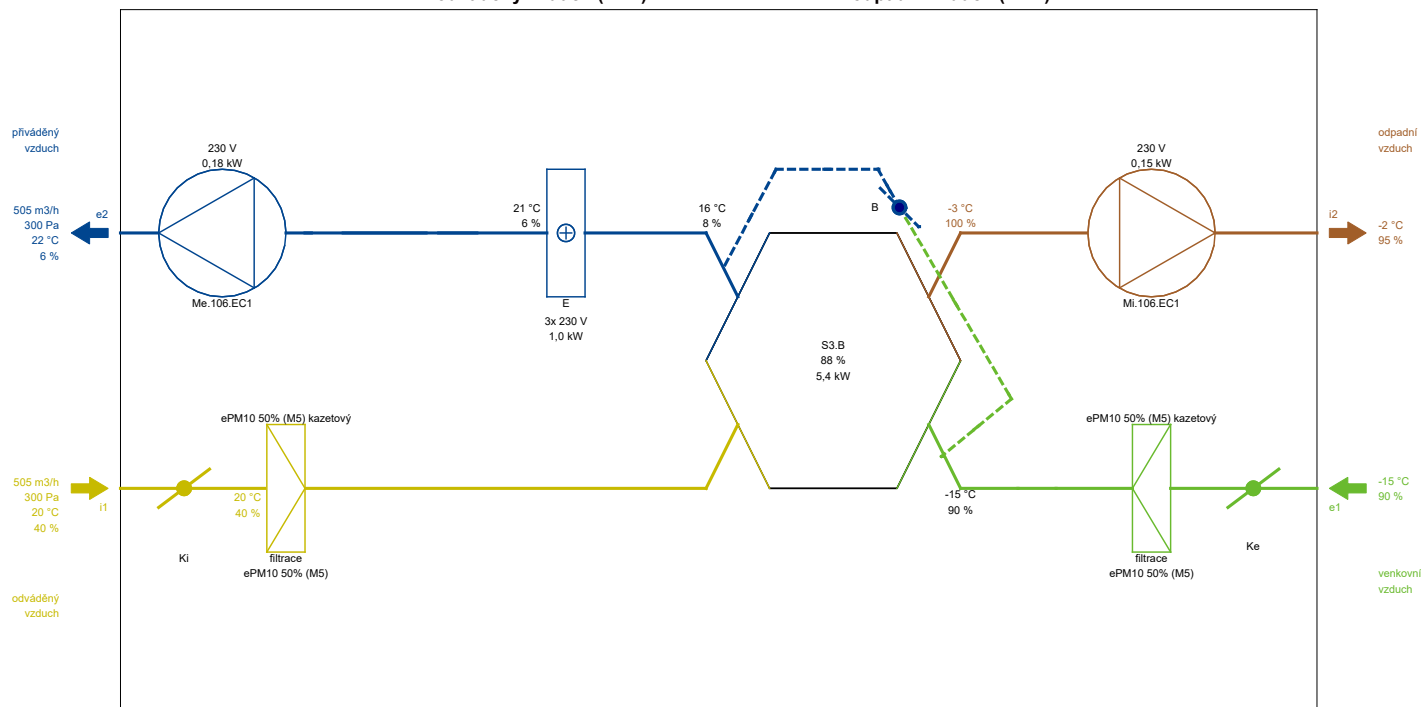 přiváděný
vzduch
230 V
0,18 kW
230 V
0,15 kW
odpadní
vzduch
505 m3/h
300 Pa
22 °C
6 %
e2
21 °C
6 %
16 °C
8 %
B
-3 °C
100 %
i2
-2 °C
95 %
Me.106.EC1
E
3x 230 V
1,0 kW
Mi.106.EC1
S3.B
88 %
5,4 kW
ePM10 50% (M5) kazetový
ePM10 50% (M5) kazetový
505 m3/h
300 Pa
20 °C
40 %
i1
20 °C
40 %
-15 °C
90 %
e1
-15 °C
90 %
Ki
filtrace
ePM10 50% (M5)
filtrace
ePM10 50% (M5)
Ke
odváděný
vzduch
venkovní
vzduch